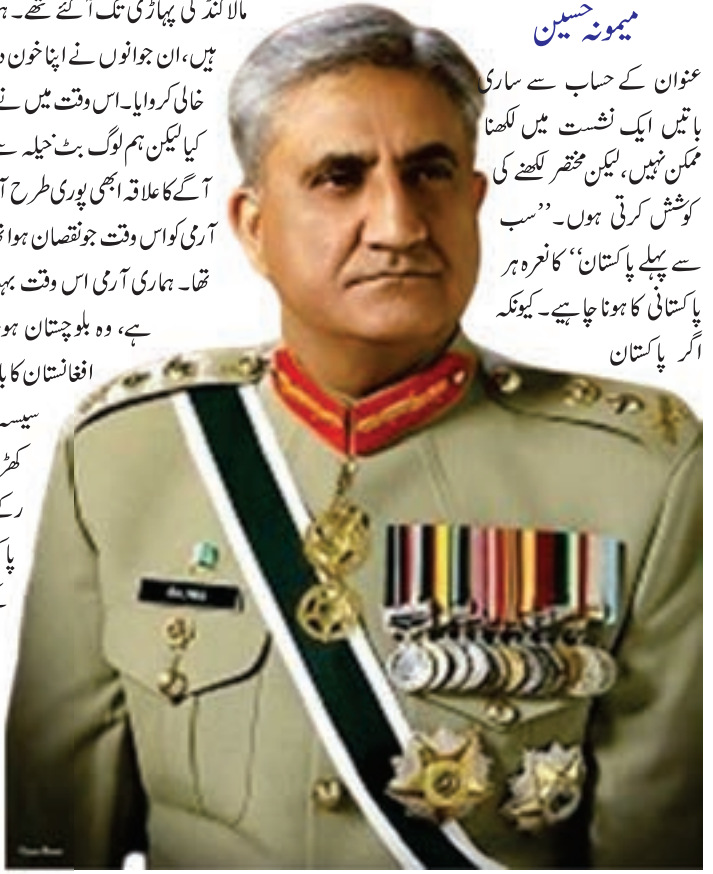 میمونہ حسین
عنوان کے حساب سے ساری
باتیں ایک نشست میں لکھنا
ممکن نہیں، لیکن مختصر لکھنے کی
کوشش کرتی ہوں۔ ’’سب
سے پہلے پاکستان‘‘ کا نعرہ ہر
پاکستانی کا ہونا چاہیے۔ کیونکہ
اگر پاکستان
مالاکنڈ کی پہاڑی تک آگئے تھے۔
ہیں، ان جوانوں نے اپنا خون
خالی کروایا۔ اس وقت میں
کیا لیکن ہم لوگ بٹ خیلہ
آگے کا علاقہ ابھی پوری طرح
آرمی کو اس وقت جو نقصان ہوا
تھا۔ ہماری آرمی اس وقت
ہے، وہ بلوچستان
افغانستان کا
سیسہ